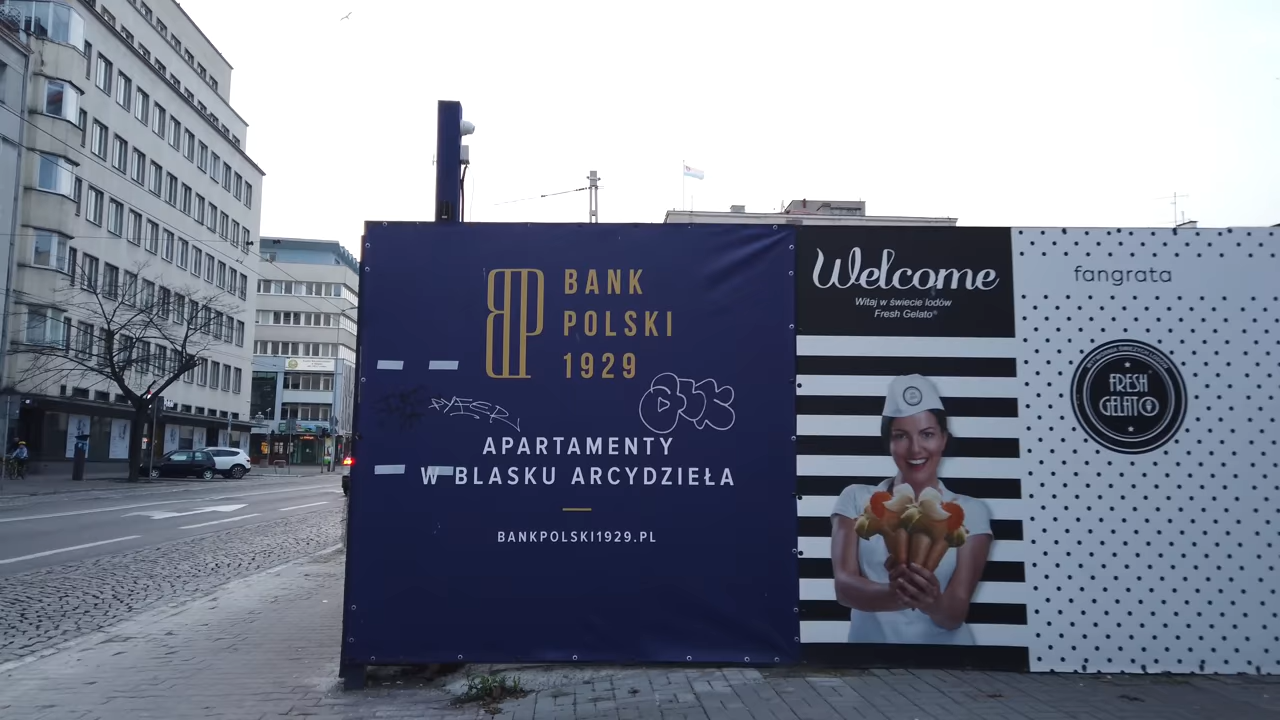 BANK
POLSKI
1929
APARTAMENTY
W BLASKU ARCYDZIEŁA
BANKPOLSKI1929.PL
Welcome
Witaj w świecie lodów
Fresh Gelato®
fangrata
FRESH
GELATO